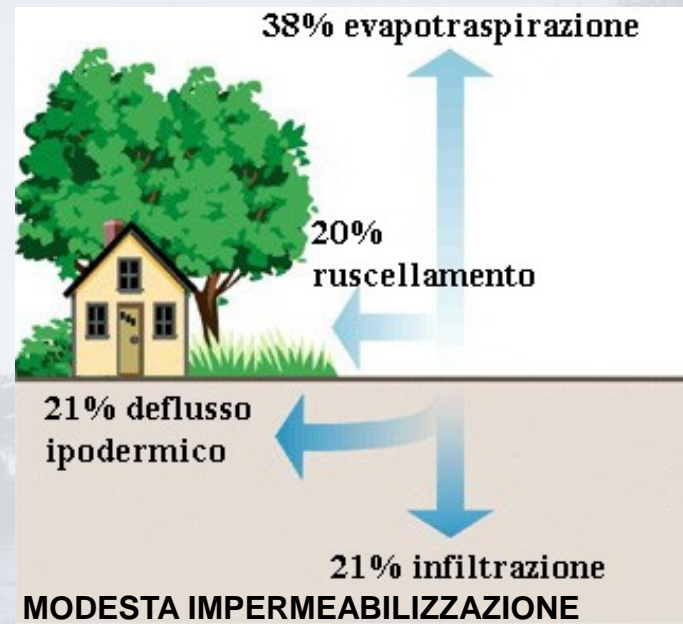 38% evapotraspirazione
20%
ruscellamento
21% deflusso
ipodermico
21% infiltrazione
MODESTA IMPERMEABILIZZAZIONE